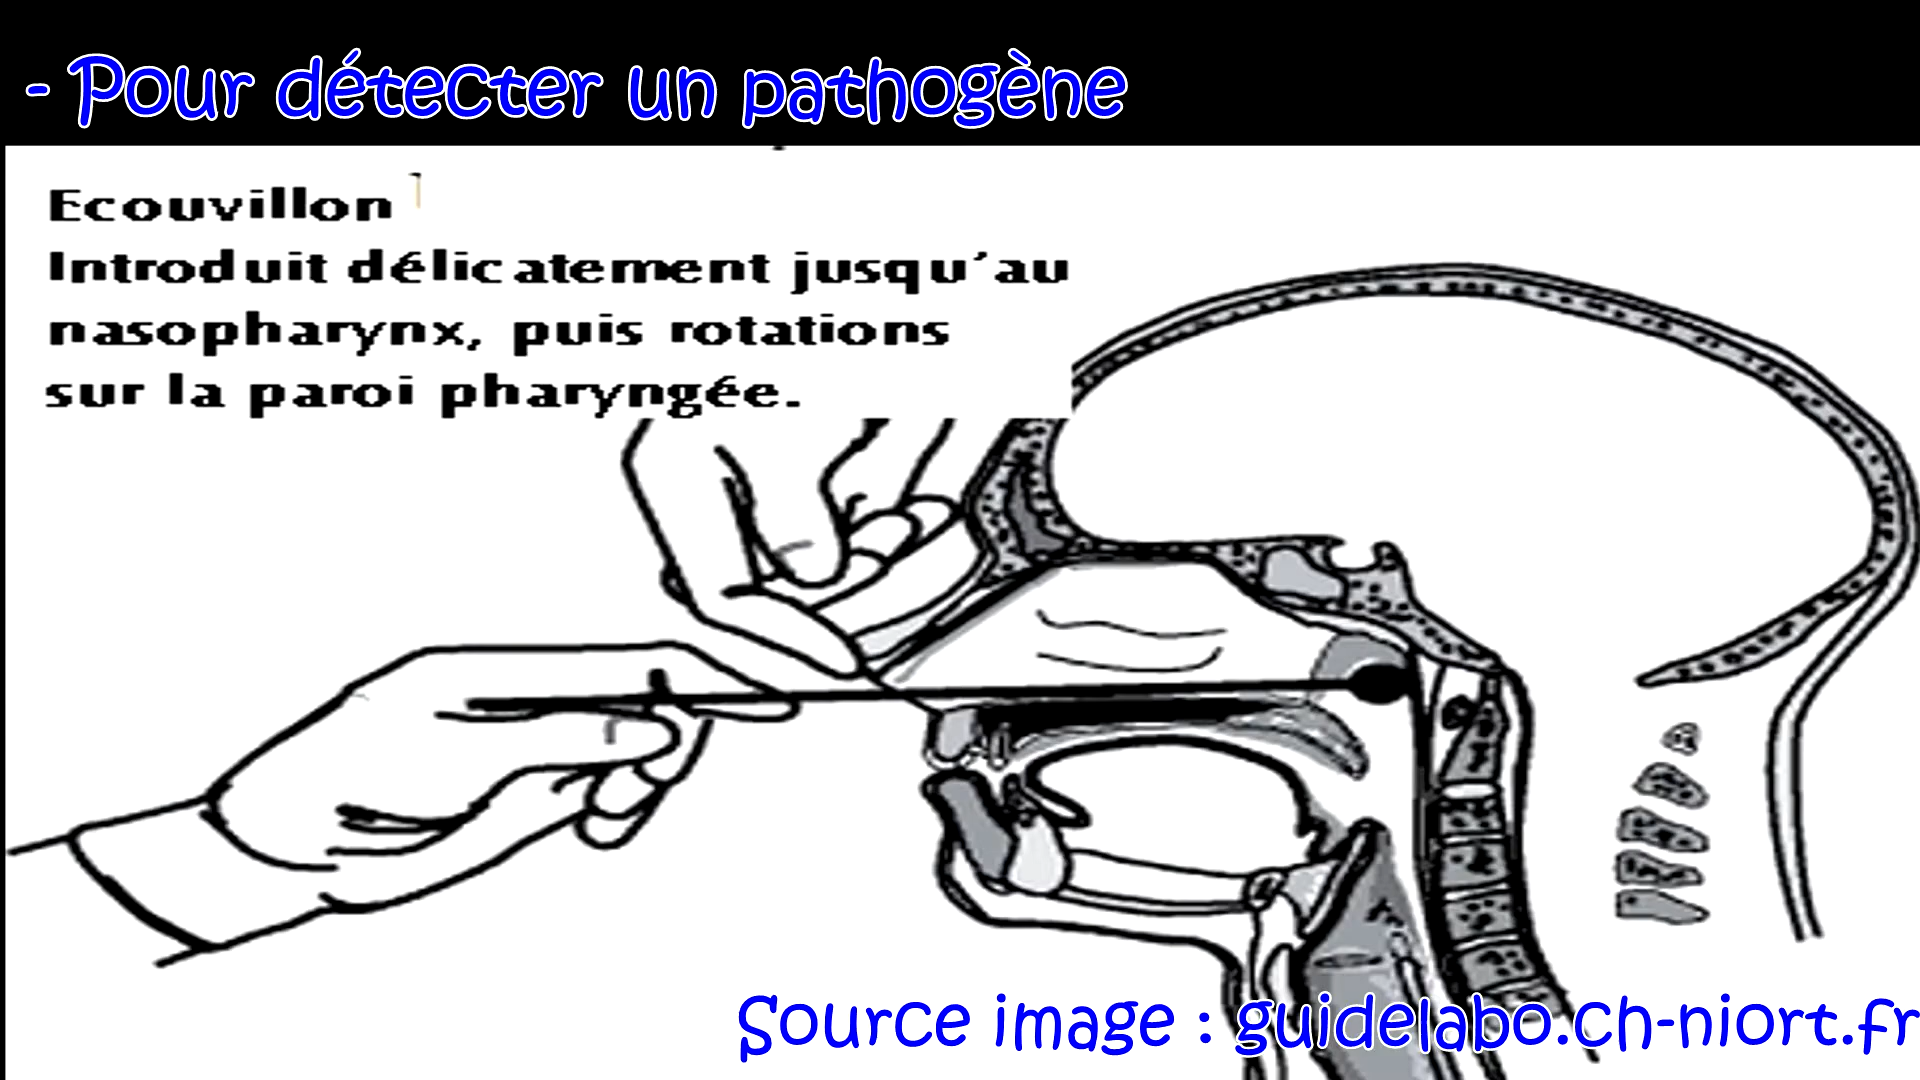 - Pour détecter un pathogène
Ecouvillon
Introduit délicatement jusqu'au
nasopharynx, puis rotations
sur la paroi pharyngée.
Source image : guidelabo.ch-niort.fr